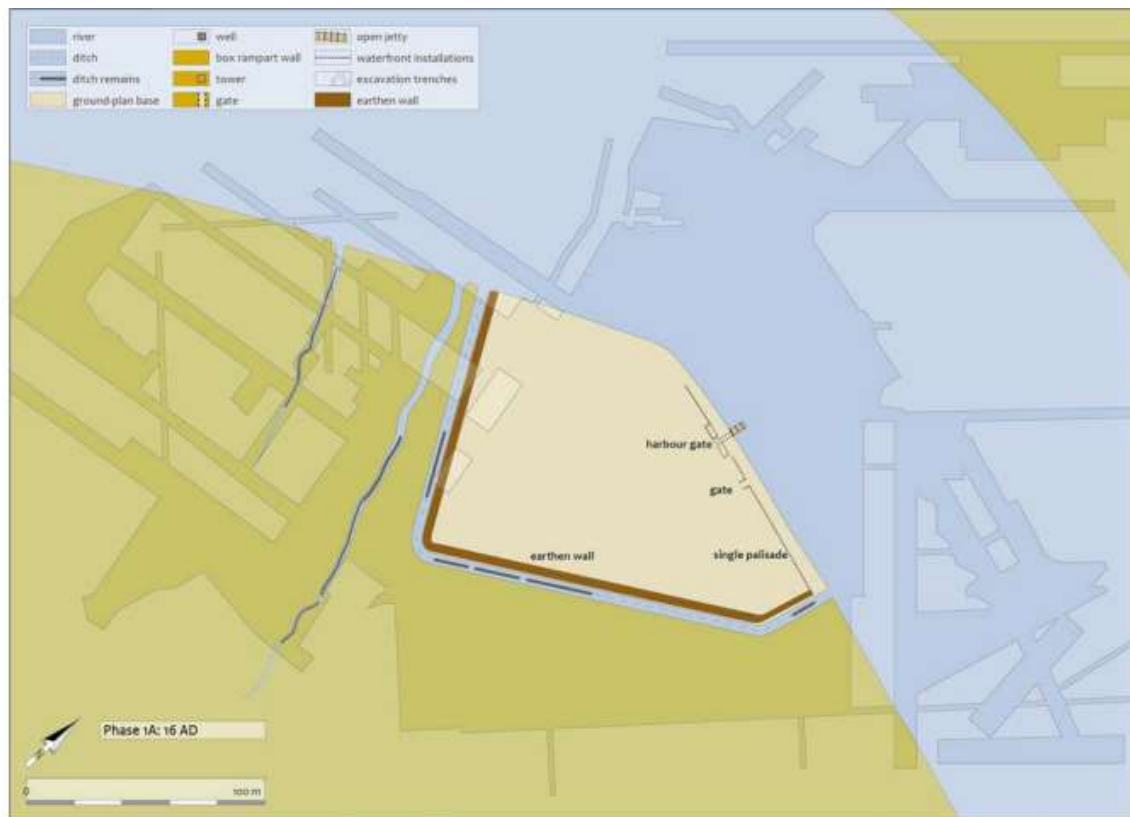 river
ditch
ditch remains
ground-plan base
well
box rampart wall
tower
gate
open jetty
waterfront installations
excavation trenches
earthen wall
harbour gate
gate
single palisade
earthen wall
Phase 1A: 16 AD
0
100 m